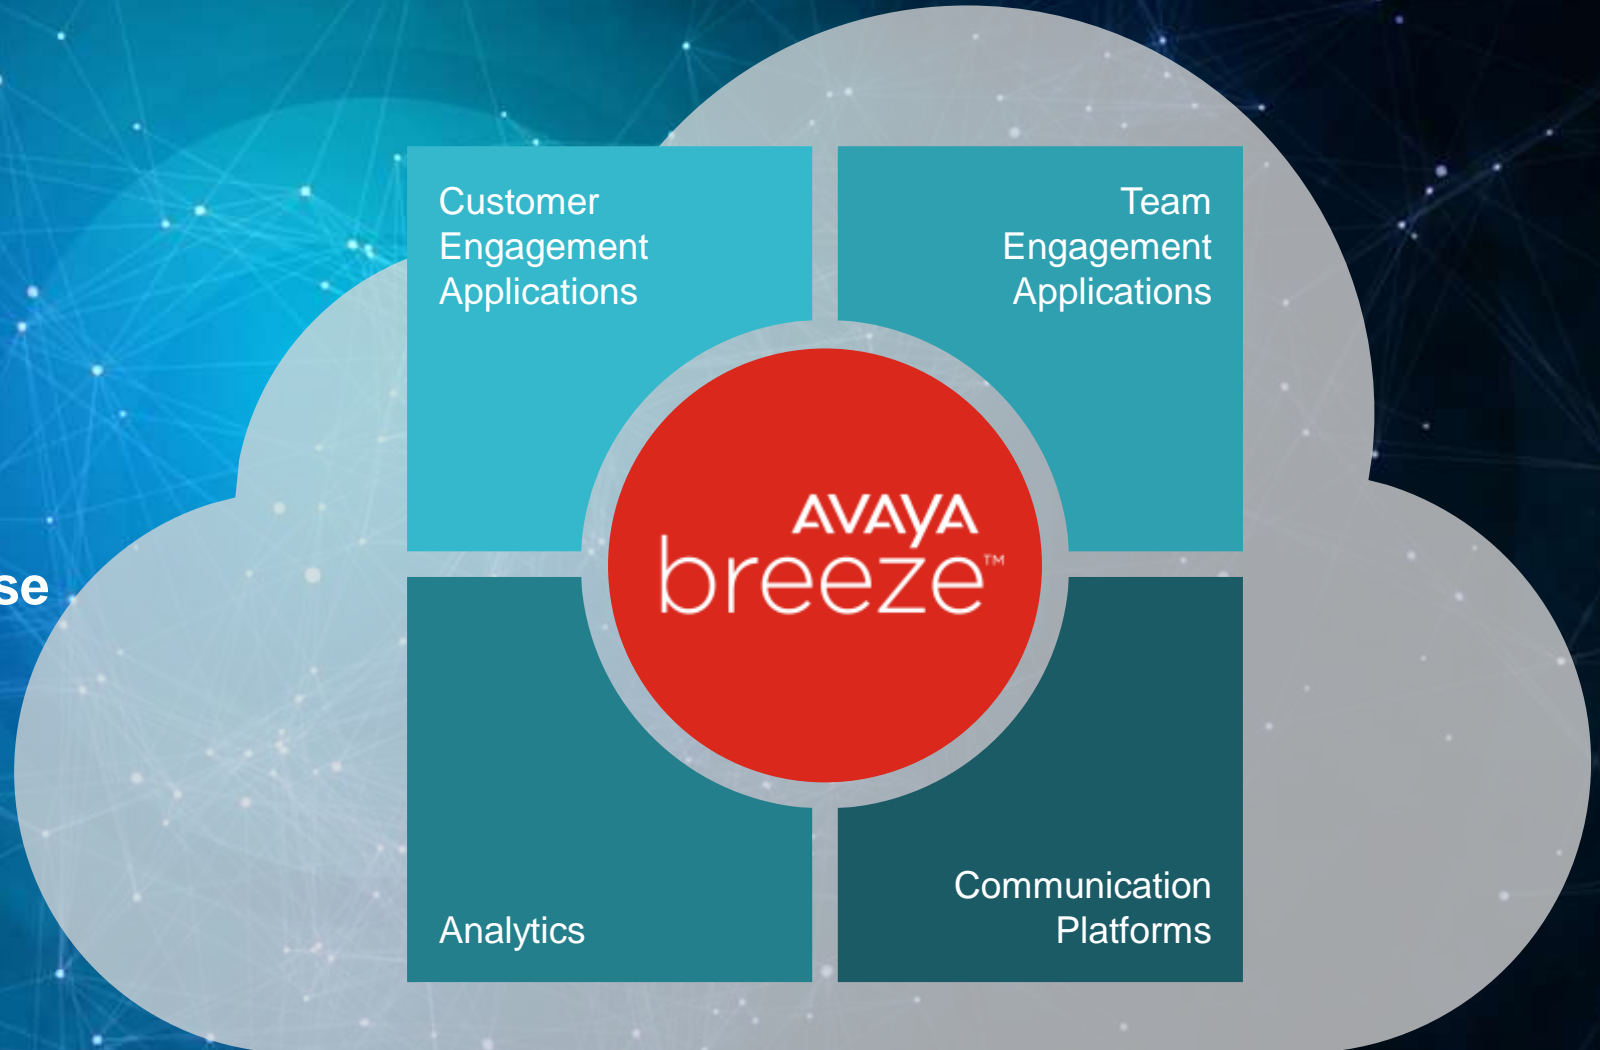 Customer
Engagement
Applications
Team
Engagement
Applications
AVAYA
breeze™
se
Analytics
Communication
Platforms